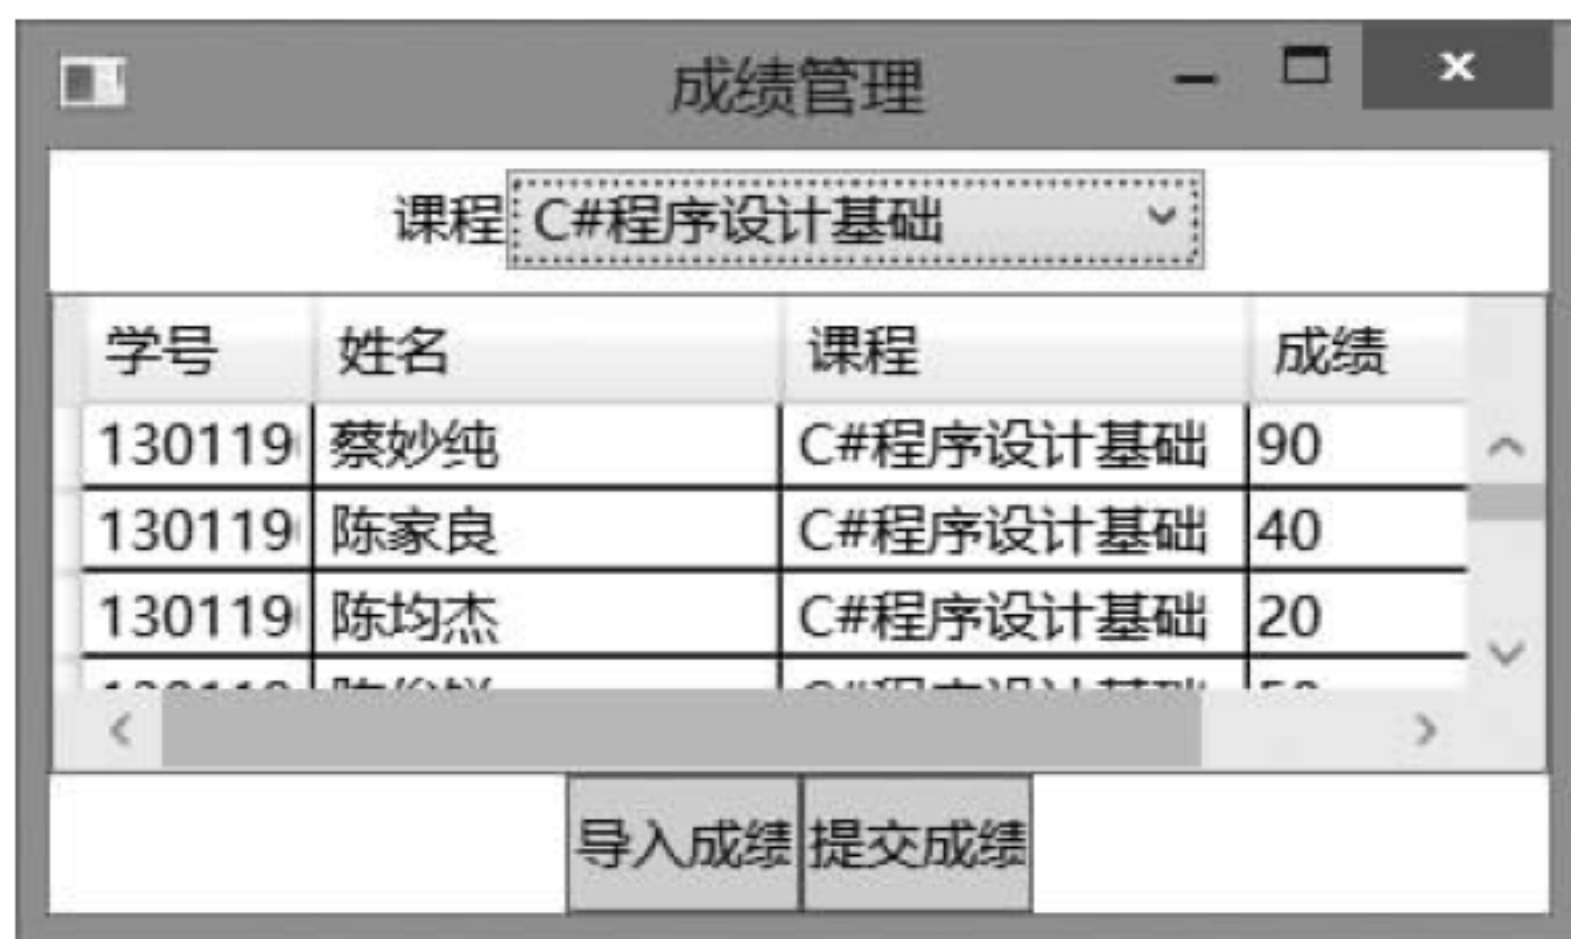 成绩管理
课程 C#程序设计基础
学号 姓名 课程 成绩
130119 蔡妙纯 C#程序设计基础 90
130119 陈家良 C#程序设计基础 40
130119 陈均杰 C#程序设计基础 20
导入成绩 提交成绩